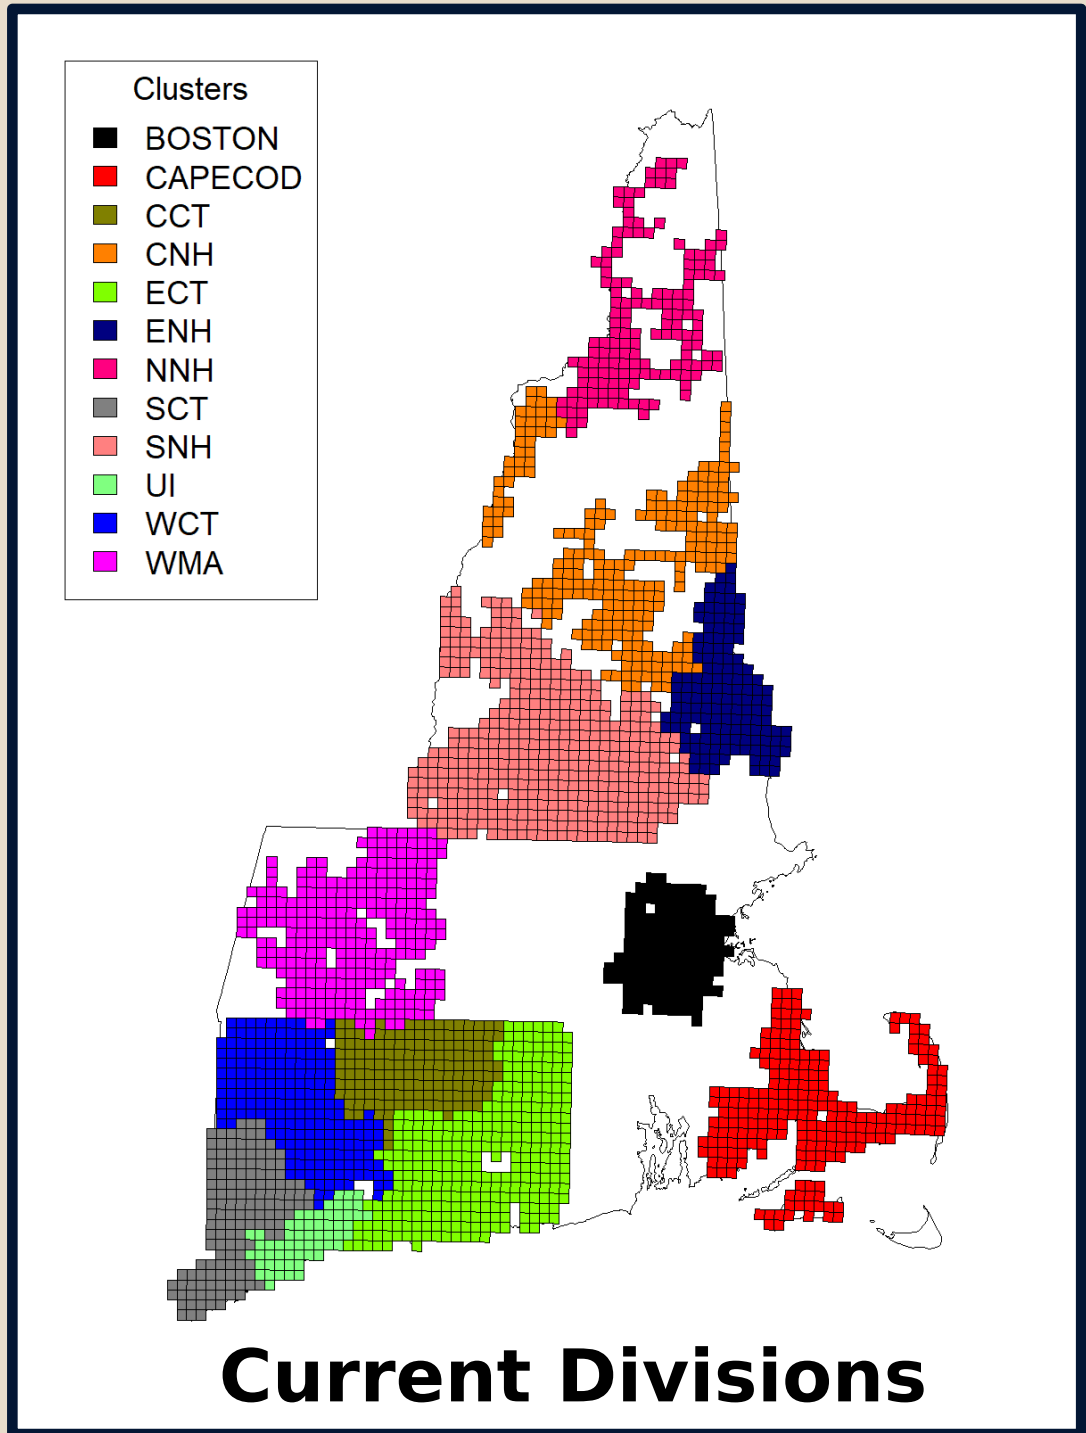 Clusters
BOSTON
CAPECOD
CCT
CNH
ECT
ENH
NNH
SCT
SNH
UI
WCT
WMA
Current Divisions